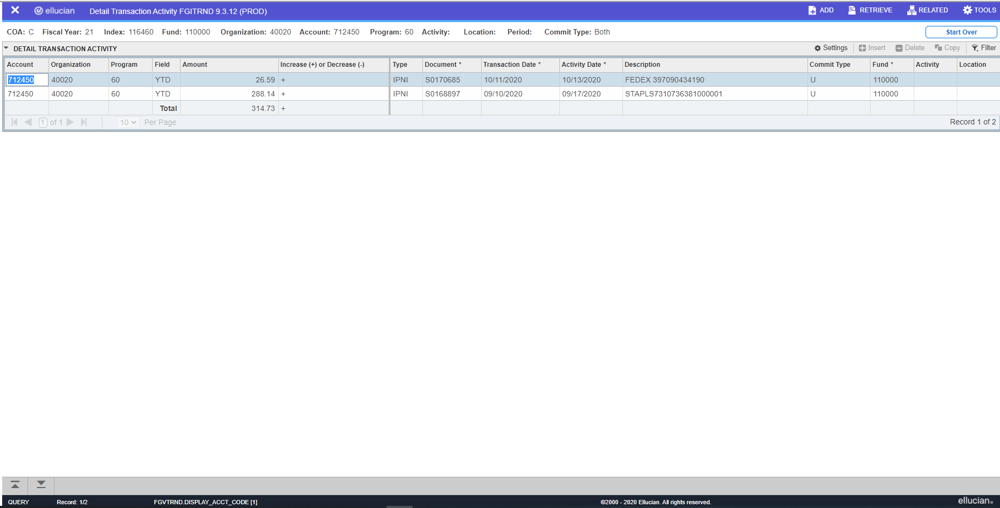 ✕ ellucian Detail Transaction Activity FGITRND 9.3.12 (PROD) ADD RETRIEVE RELATED TOOLS
COA: C Fiscal Year: 21 Index: 116460 Fund: 110000 Organization: 40020 Account: 712450 Program: 60 Activity: Location: Period: Commit Type: Both Start Over
DETAIL TRANSACTION ACTIVITY Settings Insert Delete Copy Filter
Account Organization Program Field Amount Increase (+) or Decrease (-) Type Document * Transaction Date * Activity Date * Description Commit Type Fund * Activity Location
712450 40020 60 YTD 26.59 + IPNI S0170685 10/11/2020 10/13/2020 FEDEX 397090434190 U 110000
712450 40020 60 YTD 288.14 + IPNI S0168897 09/10/2020 09/17/2020 STAPLS7310736381000001 U 110000
Total 314.73 +
1 of 1 10 Per Page Record 1 of 2
QUERY Record: 1/2 FGVTRND.DISPLAY_ACCT_CODE [1] ©2000 - 2020 Ellucian. All rights reserved. ellucian.